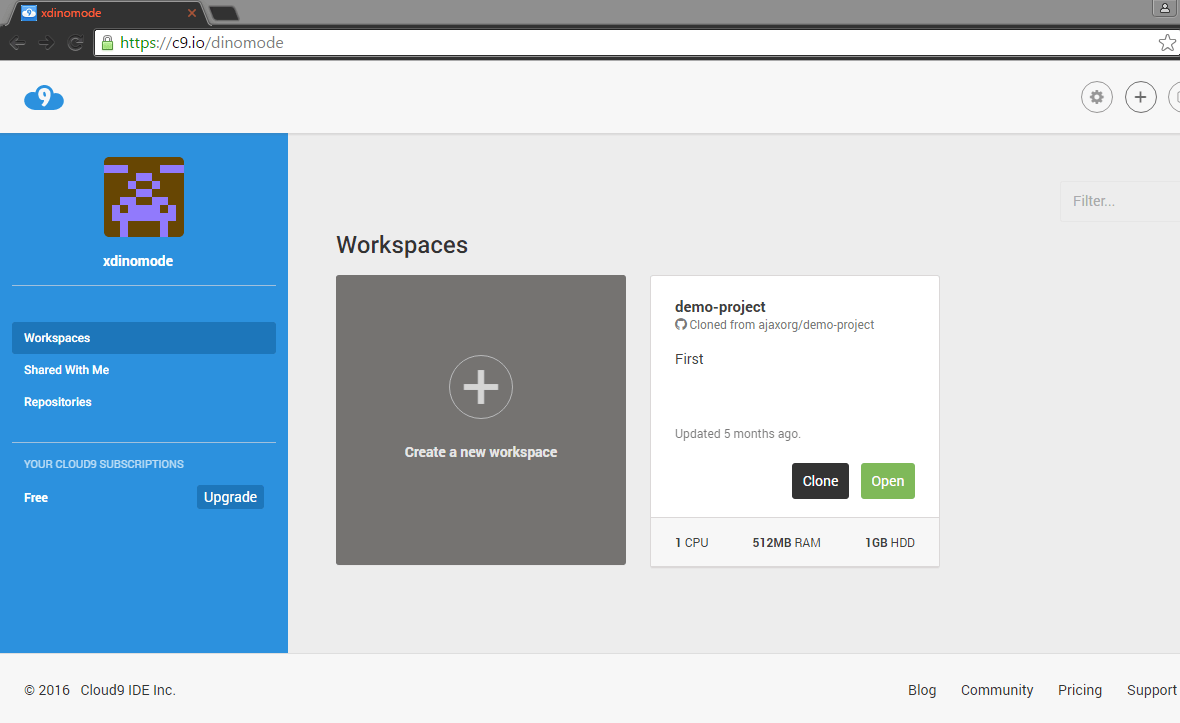 xdinomode
https://c9.io/dinomode
9
Filter...
xdinomode
Workspaces
Shared With Me
Repositories
YOUR CLOUD9 SUBSCRIPTIONS
Free Upgrade
Workspaces
Create a new workspace
demo-project
Cloned from ajaxorg/demo-project
First
Updated 5 months ago.
Clone Open
1 CPU 512MB RAM 1GB HDD
© 2016 Cloud9 IDE Inc. Blog Community Pricing Support